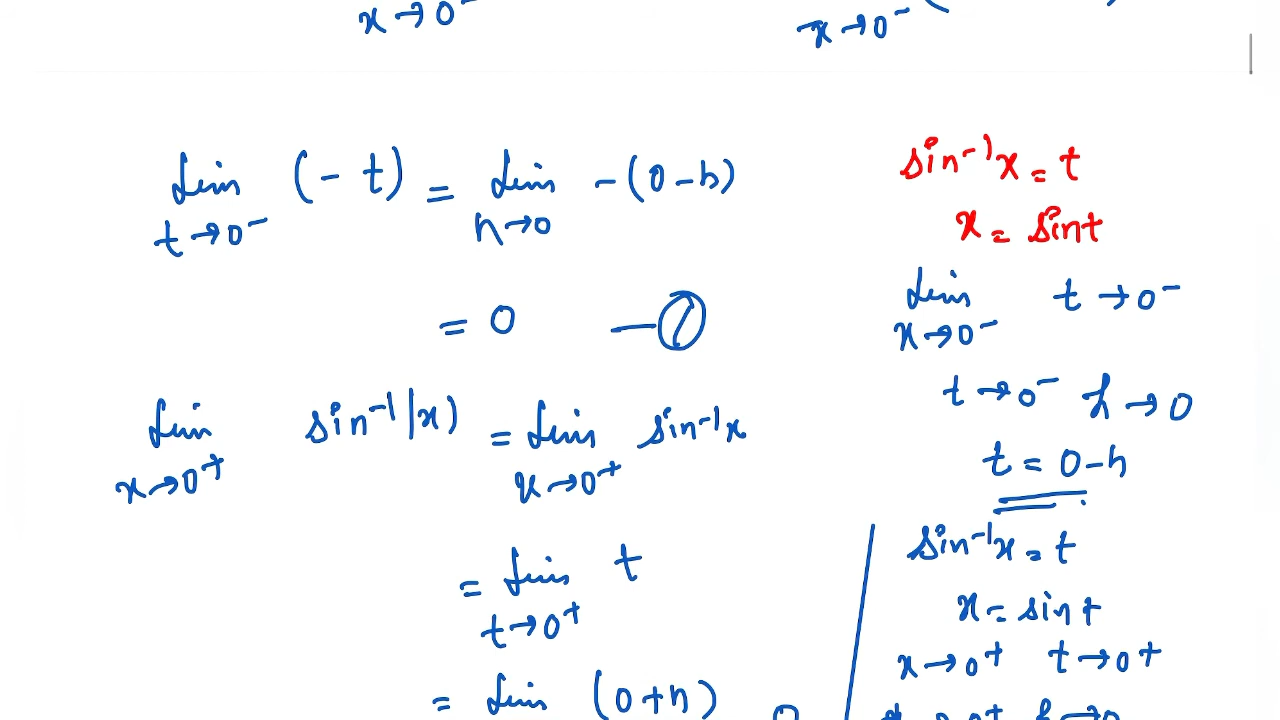 x→0⁻ x→0⁻
Lim (- t) = Lim -(0-h)
t→0⁻ h→0
= 0 —①
Lim sin⁻¹|x| = Lim sin⁻¹x
x→0⁺ x→0⁺
= Lim t
t→0⁺
= Lim (0+h)
sin⁻¹x = t
x = sin t
Lim t→0⁻
x→0⁻
t→0⁻ h→0
t = 0-h
sin⁻¹x = t
x = sin t
x→0⁺ t→0⁺